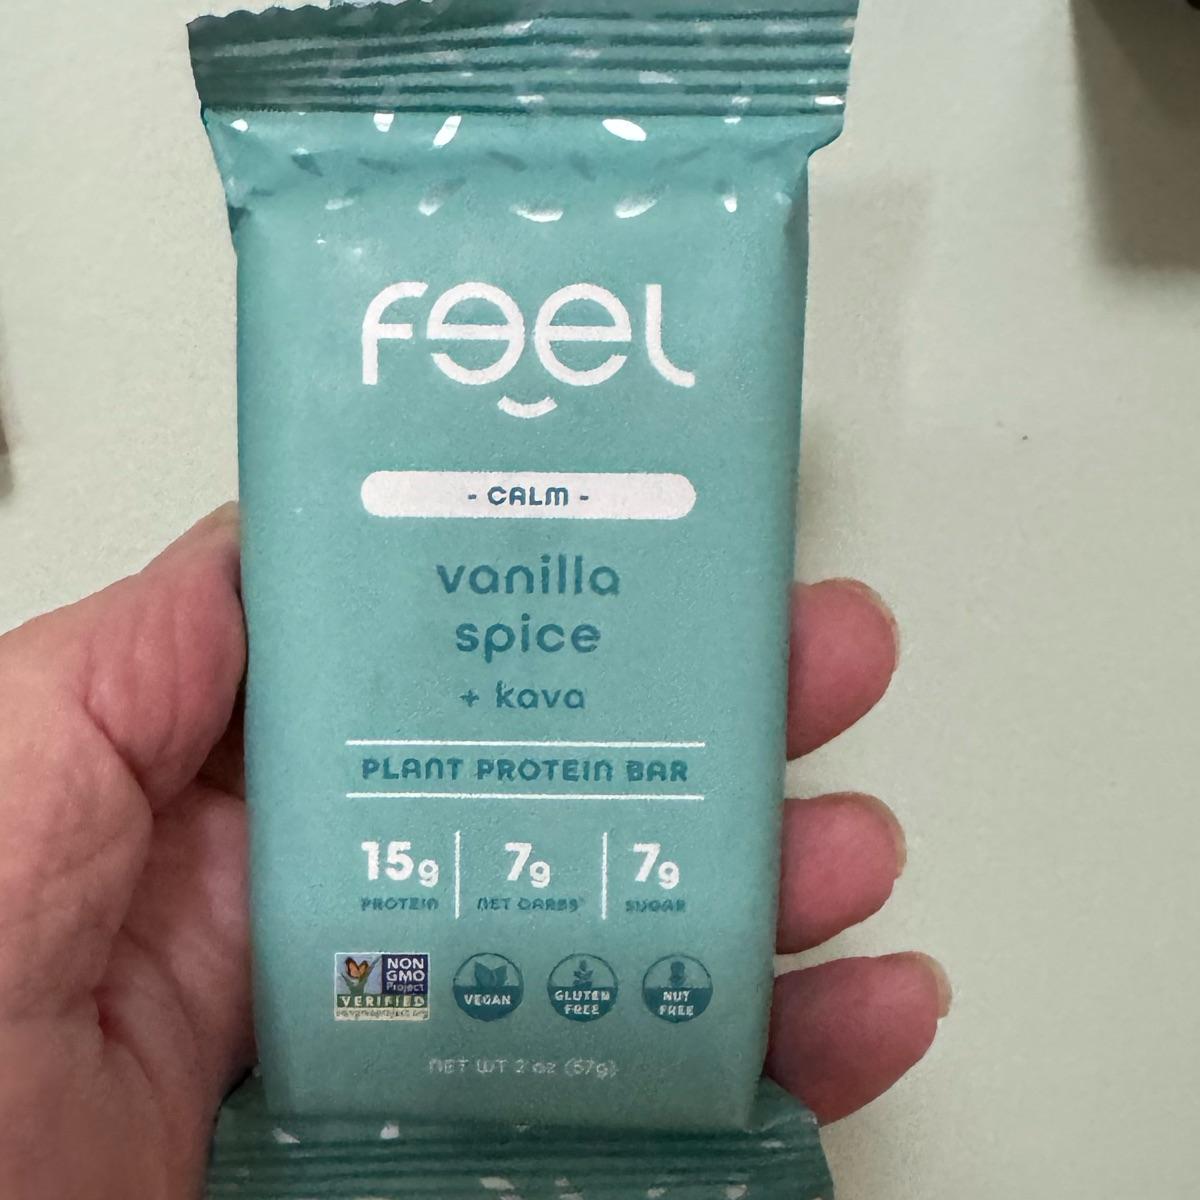 feel
- CALM -
vanilla
spice
+ kava
PLANT PROTEIN BAR
15g 7g 7g
PROTEIN NET CARBS* SUGAR
NON
GMO
Project
VERIFIED
VEGAN
GLUTEN
FREE
NUT
FREE
NET WT 2 oz (57g)